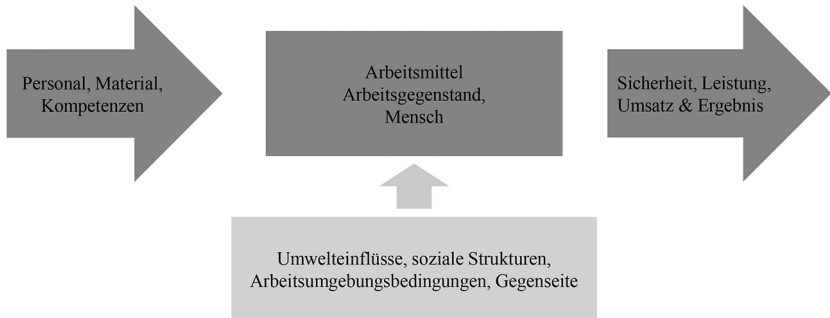 Personal, Material,
Kompetenzen
Arbeitsmittel
Arbeitsgegenstand,
Mensch
Sicherheit, Leistung,
Umsatz & Ergebnis
Umwelteinflüsse, soziale Strukturen,
Arbeitsumgebungsbedingungen, Gegenseite